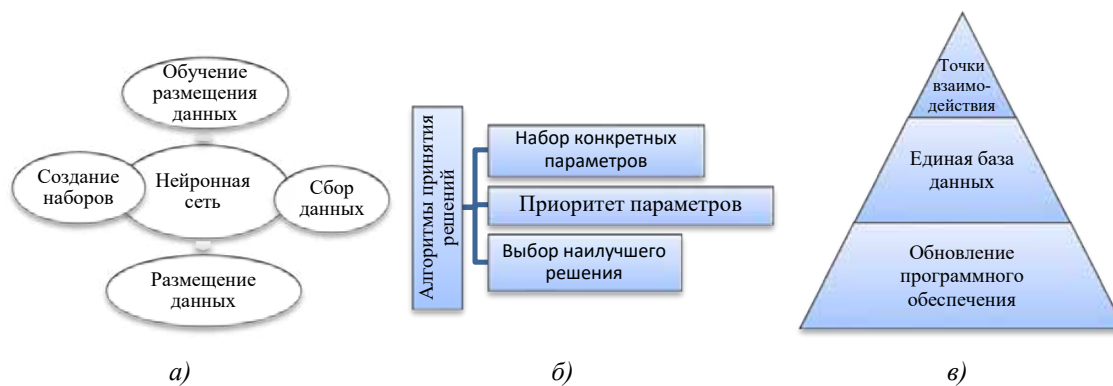 Обучение
размещения
данных
Создание
наборов
Нейронная
сеть
Сбор
данных
Размещение
данных
а)
Алгоритмы принятия
решений
Набор конкретных
параметров
Приоритет параметров
Выбор наилучшего
решения
б)
Точки
взаимо-
действия
Единая база
данных
Обновление
программного
обеспечения
в)